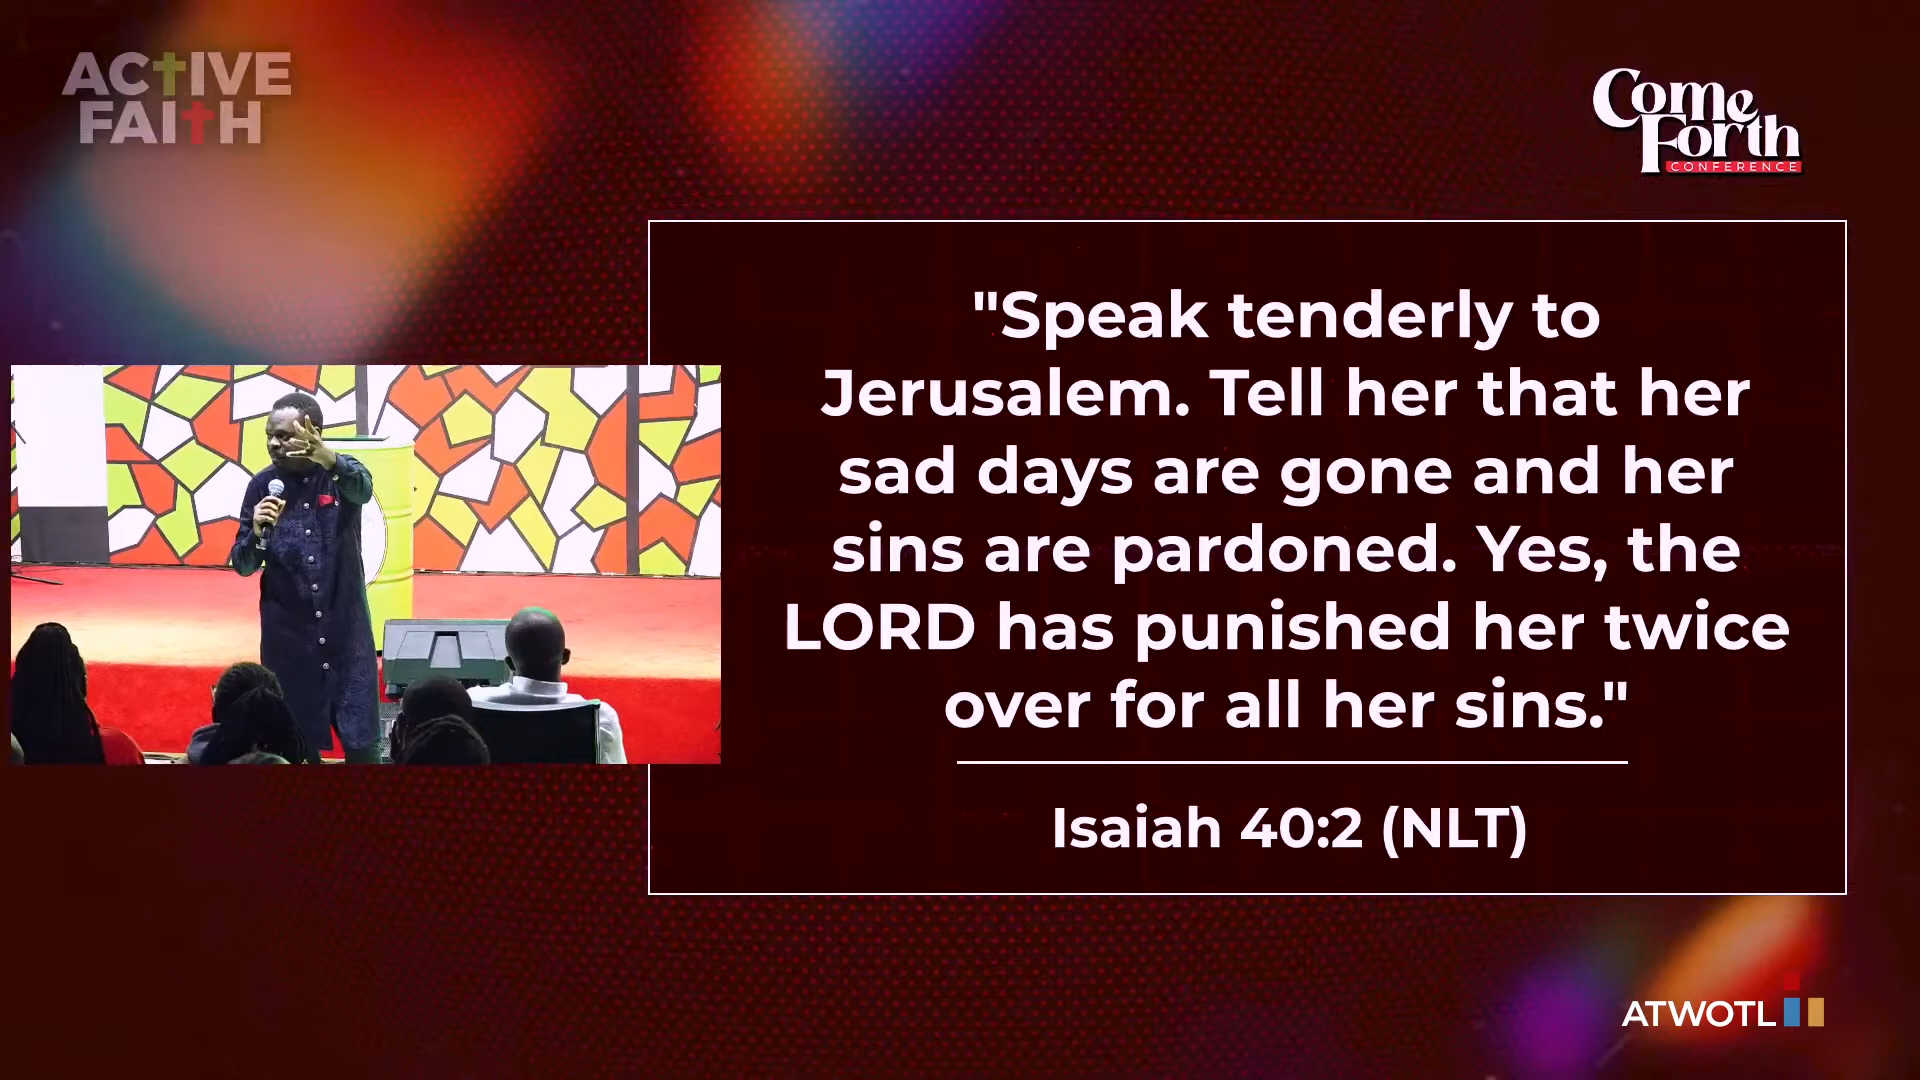 ACTIVE
FAITH
Come
Forth
CONFERENCE
"Speak tenderly to
Jerusalem. Tell her that her
sad days are gone and her
sins are pardoned. Yes, the
LORD has punished her twice
over for all her sins."
Isaiah 40:2 (NLT)
ATWOTL